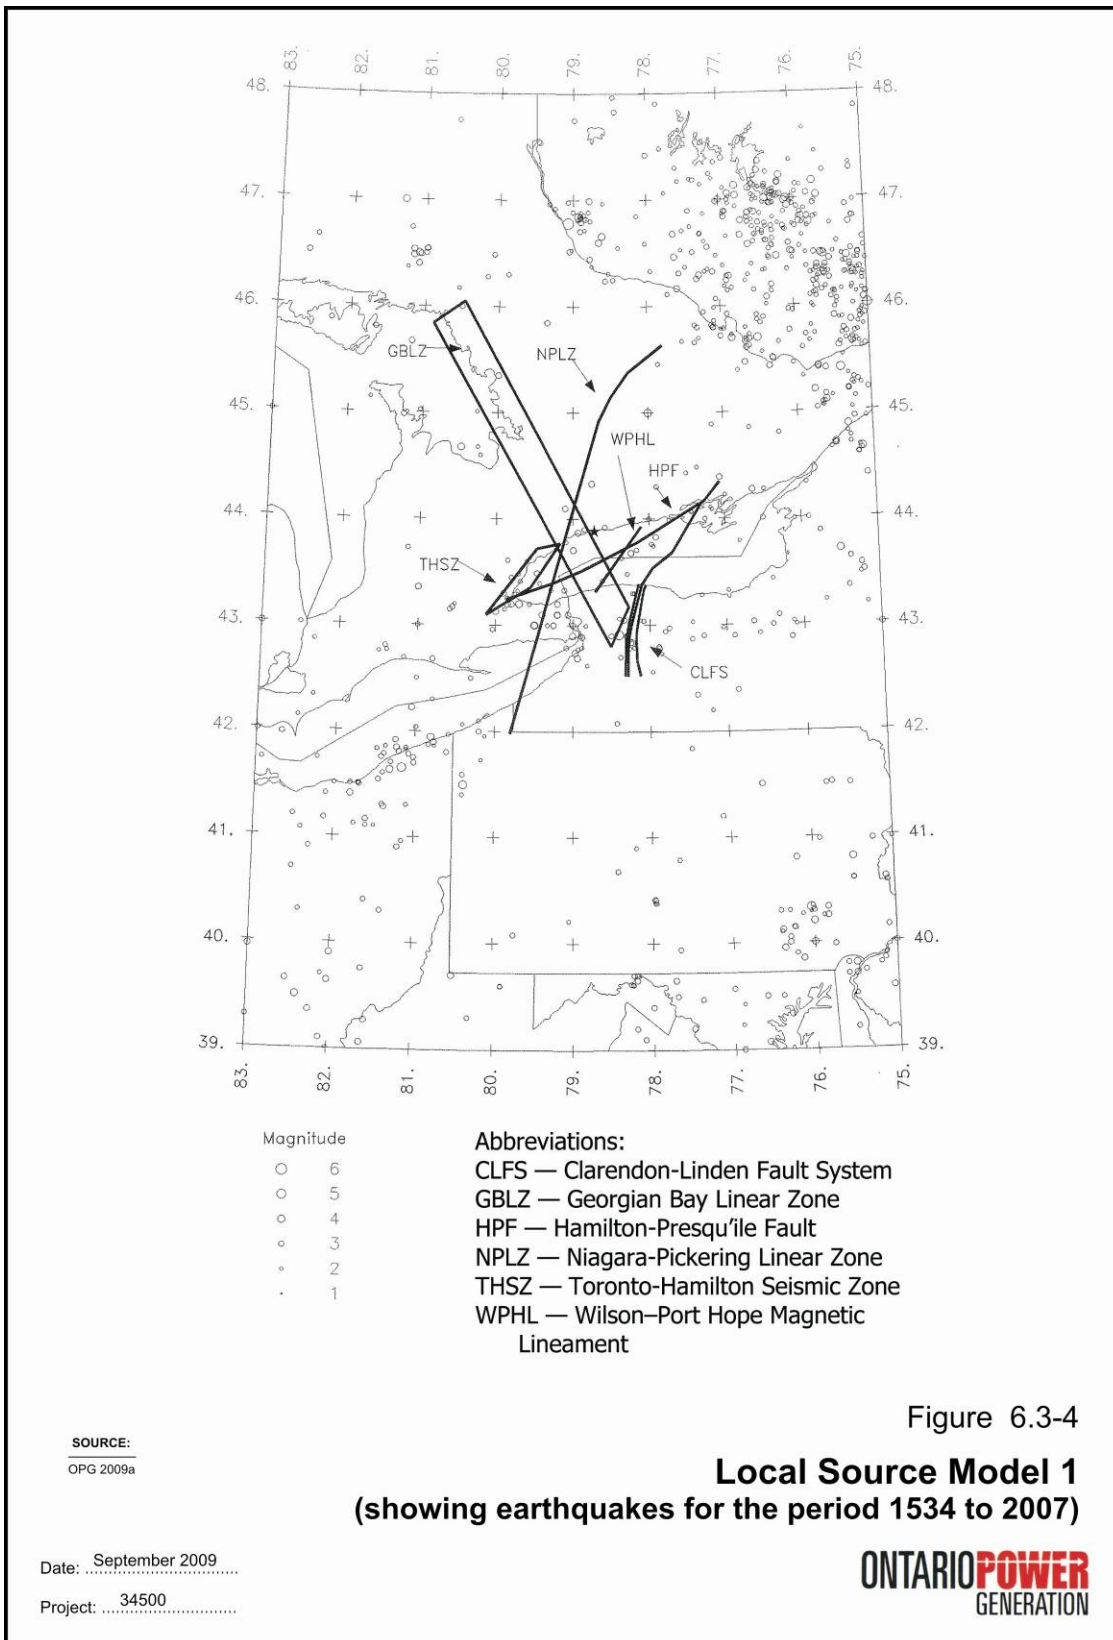 83. 82. 81. 80. 79. 78. 77. 76. 75.
48. 48.
47. 47.
46. 46.
GBLZ NPLZ
45. 45.
WPHL
HPF
44. 44.
THSZ
43. 43.
CLFS
42. 42.
41. 41.
40. 40.
39. 39.
83. 82. 81. 80. 79. 78. 77. 76. 75.
Magnitude
6
5
4
3
2
1
Abbreviations:
CLFS — Clarendon-Linden Fault System
GBLZ — Georgian Bay Linear Zone
HPF — Hamilton-Presqu’ile Fault
NPLZ — Niagara-Pickering Linear Zone
THSZ — Toronto-Hamilton Seismic Zone
WPHL — Wilson–Port Hope Magnetic
Lineament
Figure 6.3-4
SOURCE:
OPG 2009a
Local Source Model 1
(showing earthquakes for the period 1534 to 2007)
Date: September 2009
Project: 34500
ONTARIOPOWER
GENERATION